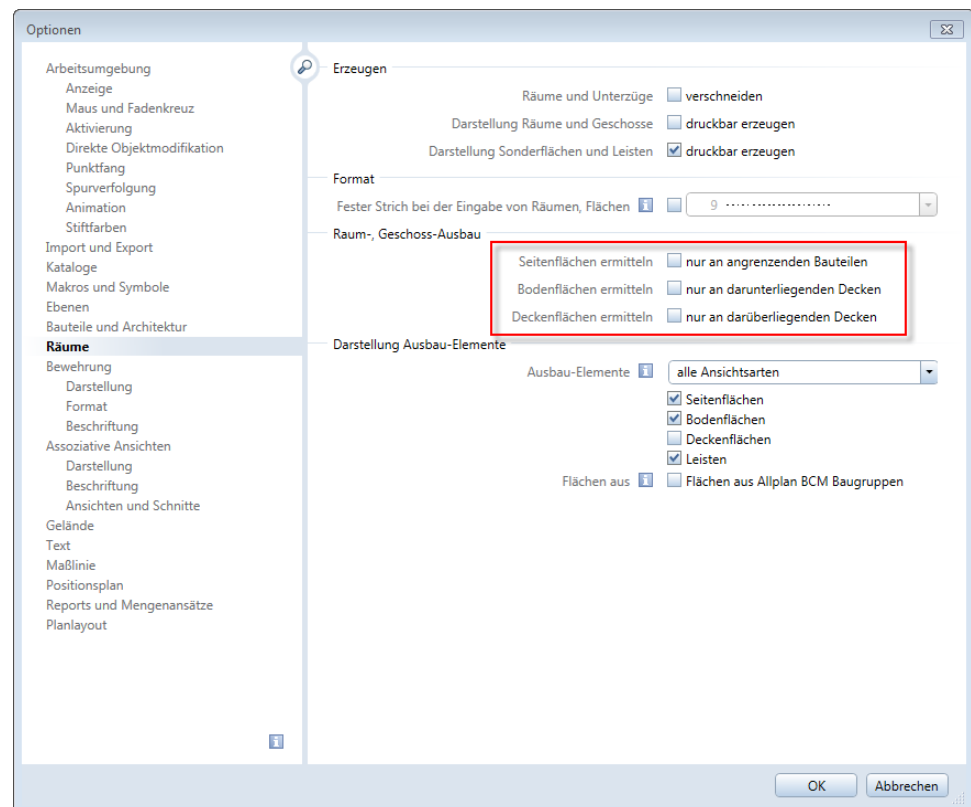 Optionen
Arbeitsumgebung
Anzeige
Maus und Fadenkreuz
Aktivierung
Direkte Objektmodifikation
Punktfang
Spurverfolgung
Animation
Stiftfarben
Import und Export
Kataloge
Makros und Symbole
Ebenen
Bauteile und Architektur
Räume
Bewehrung
Darstellung
Format
Beschriftung
Assoziative Ansichten
Darstellung
Beschriftung
Ansichten und Schnitte
Gelände
Text
Maßlinie
Positionsplan
Reports und Mengenansätze
Planlayout
Erzeugen
Räume und Unterzüge verschneiden
Darstellung Räume und Geschosse druckbar erzeugen
Darstellung Sonderflächen und Leisten druckbar erzeugen
Format
Fester Strich bei der Eingabe von Räumen, Flächen 9
Raum-, Geschoss-Ausbau
Seitenflächen ermitteln nur an angrenzenden Bauteilen
Bodenflächen ermitteln nur an darunterliegenden Decken
Deckenflächen ermitteln nur an darüberliegenden Decken
Darstellung Ausbau-Elemente
Ausbau-Elemente alle Ansichtsarten
Seitenflächen
Bodenflächen
Deckenflächen
Leisten
Flächen aus Flächen aus Allplan BCM Baugruppen
OK Abbrechen